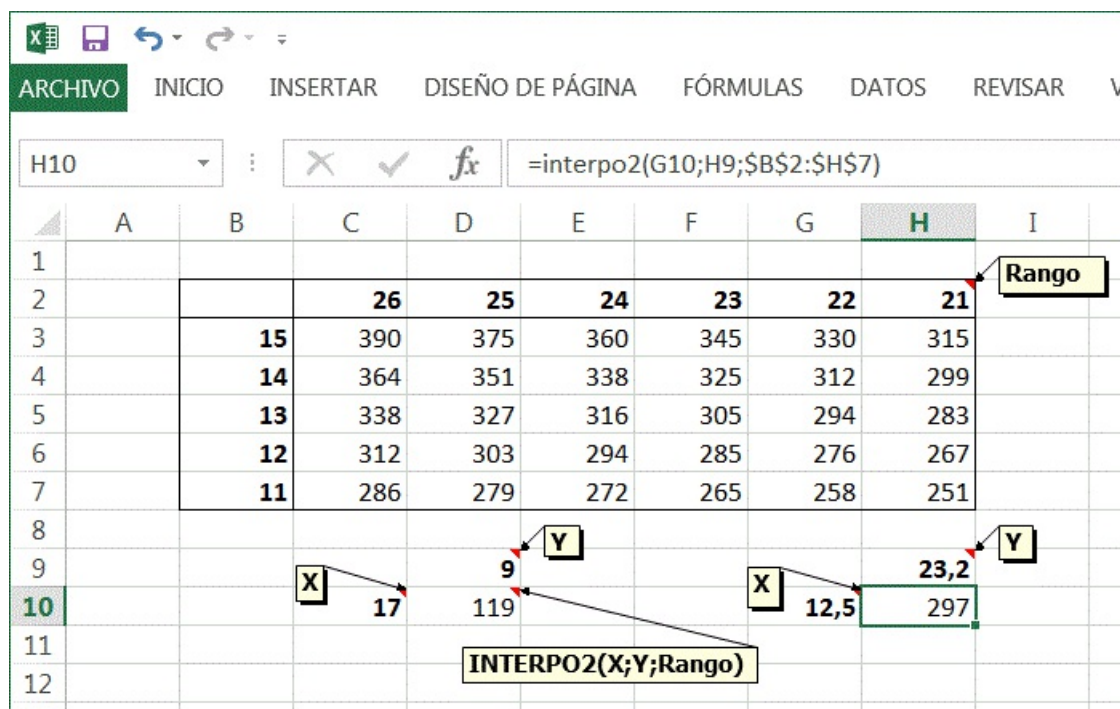 ARCHIVO INICIO INSERTAR DISEÑO DE PÁGINA FÓRMULAS DATOS REVISAR V
H10 fx =interpo2(G10;H9;$B$2:$H$7)
A B C D E F G H I
1
Rango
2 26 25 24 23 22 21
3 15 390 375 360 345 330 315
4 14 364 351 338 325 312 299
5 13 338 327 316 305 294 283
6 12 312 303 294 285 276 267
7 11 286 279 272 265 258 251
8
Y Y
9 9 23,2
X X
10 17 119 12,5 297
11
INTERPO2(X;Y;Rango)
12